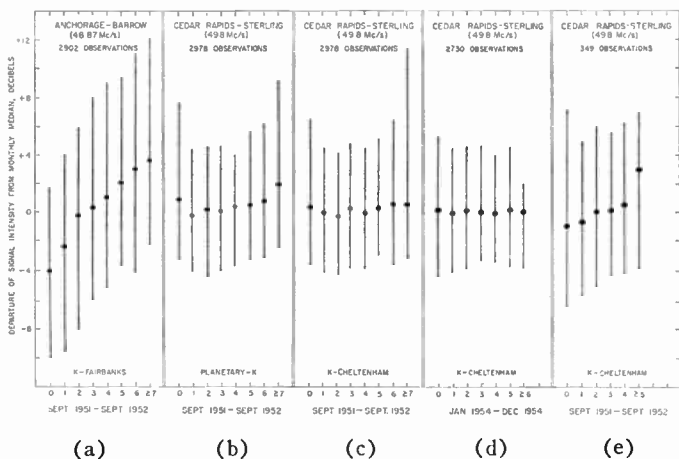 ANCHORAGE-BARROW
(48.87 Mc/s)
2902 OBSERVATIONS
CEDAR RAPIDS-STERLING
(49.8 Mc/s)
2978 OBSERVATIONS
CEDAR RAPIDS-STERLING
(49.8 Mc/s)
2978 OBSERVATIONS
CEDAR RAPIDS-STERLING
(49.8 Mc/s)
2730 OBSERVATIONS
CEDAR RAPIDS-STERLING
(49.8 Mc/s)
349 OBSERVATIONS
DEPARTURE OF SIGNAL INTENSITY FROM MONTHLY MEDIAN, DECIBELS
+12
+8
+4
0
-4
-8
K-FAIRBANKS
PLANETARY-K
K-CHELTENHAM
K-CHELTENHAM
K-CHELTENHAM
0 1 2 3 4 5 6 ≥7
0 1 2 3 4 5 6 ≥7
0 1 2 3 4 5 6 ≥7
0 1 2 3 4 5 ≥6
0 1 2 3 4 ≥5
SEPT 1951-SEPT 1952
SEPT 1951-SEPT 1952
SEPT 1951-SEPT. 1952
JAN 1954-DEC 1954
SEPT 1951-SEPT 1952
(a)
(b)
(c)
(d)
(e)